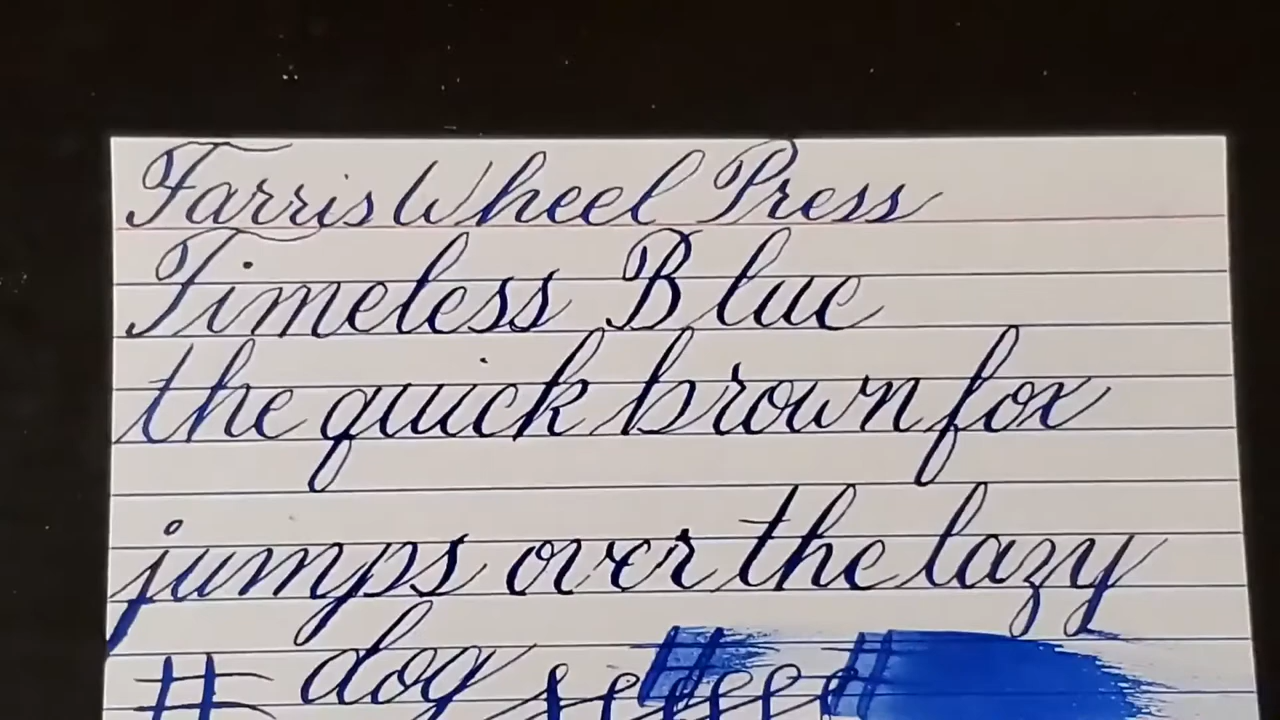 Farris Wheel Press
Timeless Blue
the quick brown fox
jumps over the lazy
# dog